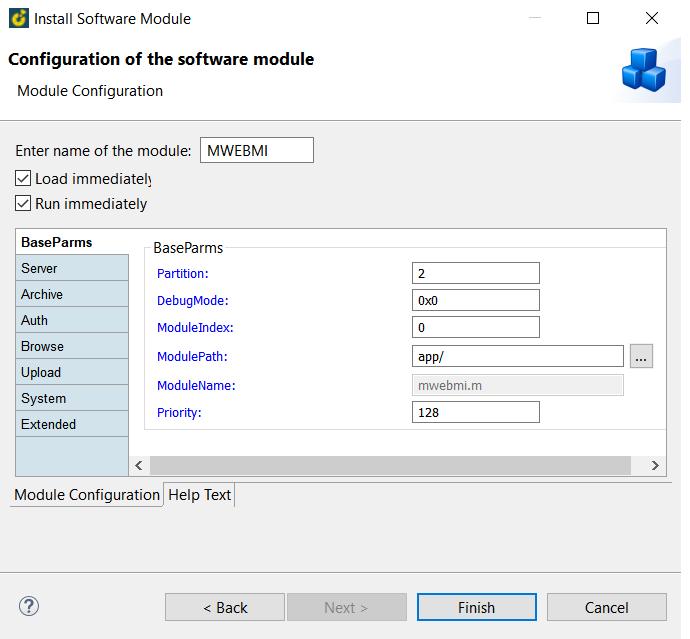 Install Software Module
Configuration of the software module
Module Configuration
Enter name of the module: MWEBMI
Load immediately
Run immediately
BaseParms
Server
Archive
Auth
Browse
Upload
System
Extended
BaseParms
Partition: 2
DebugMode: 0x0
ModuleIndex: 0
ModulePath: app/ ...
ModuleName: mwebmi.m
Priority: 128
Module Configuration Help Text
? < Back Next > Finish Cancel